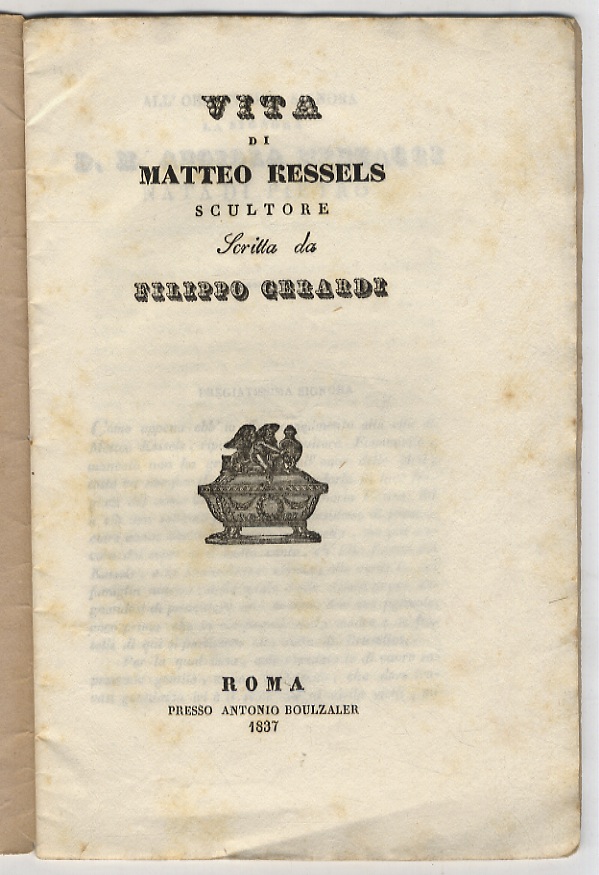 VITA
DI
MATTEO KESSELS
SCULTORE
Scritta da
FILIPPO GERARDI
ROMA
PRESSO ANTONIO BOULZALER
1837